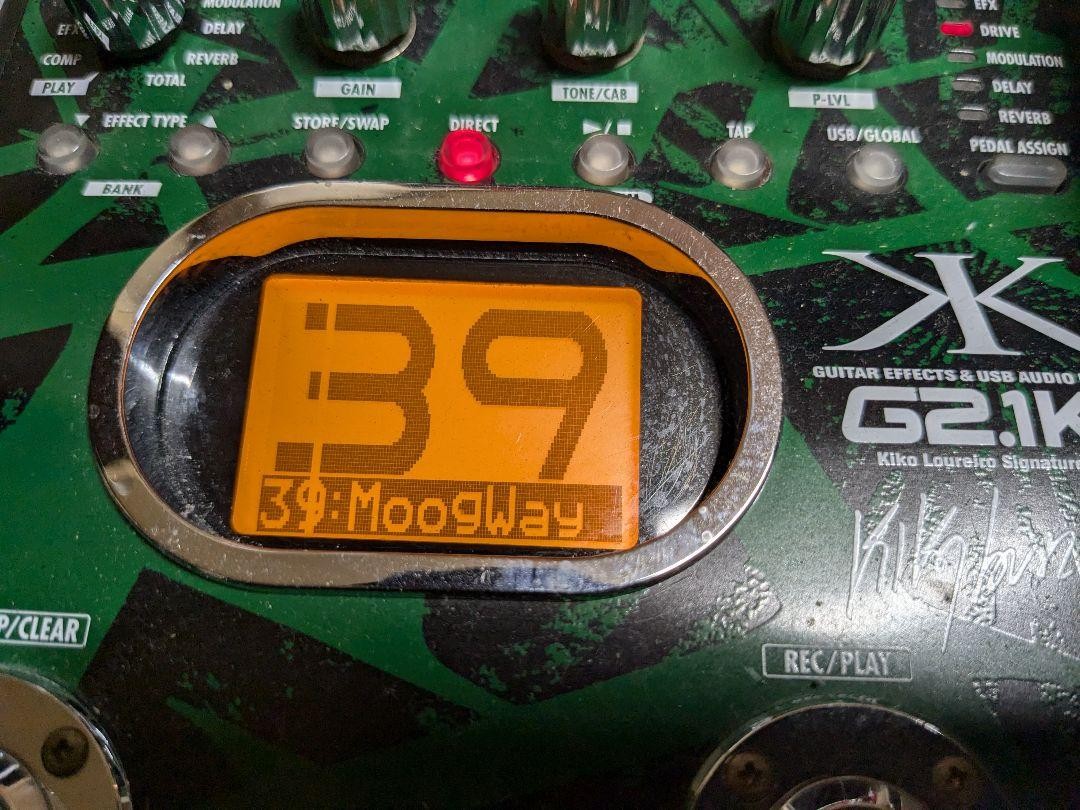 MODULATION
EFX
DELAY
COMP
REVERB
PLAY
TOTAL
GAIN
TONE/CAB
P-LVL
EFX
DRIVE
MODULATION
DELAY
REVERB
▼ EFFECT TYPE ▲
STORE/SWAP
DIRECT
►/■
TAP
USB/GLOBAL
PEDAL ASSIGN
BANK
39
39:MoogWay
KK
GUITAR EFFECTS & USB AUDIO
G2.1K
Kiko Loureiro Signature
P/CLEAR
REC/PLAY